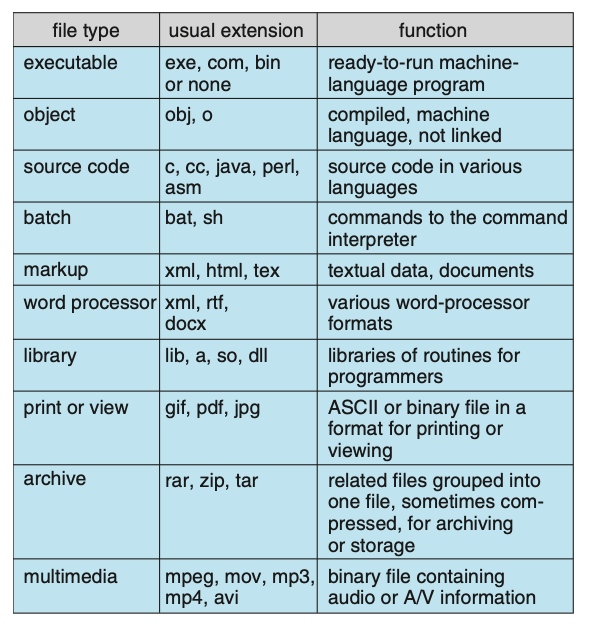 file type usual extension function
executable exe, com, bin ready-to-run machine-
or none language program
object obj, o compiled, machine
language, not linked
source code c, cc, java, perl, source code in various
asm languages
batch bat, sh commands to the command
interpreter
markup xml, html, tex textual data, documents
word processor xml, rtf, various word-processor
docx formats
library lib, a, so, dll libraries of routines for
programmers
print or view gif, pdf, jpg ASCII or binary file in a
format for printing or
viewing
archive rar, zip, tar related files grouped into
one file, sometimes com-
pressed, for archiving
or storage
multimedia mpeg, mov, mp3, binary file containing
mp4, avi audio or A/V information